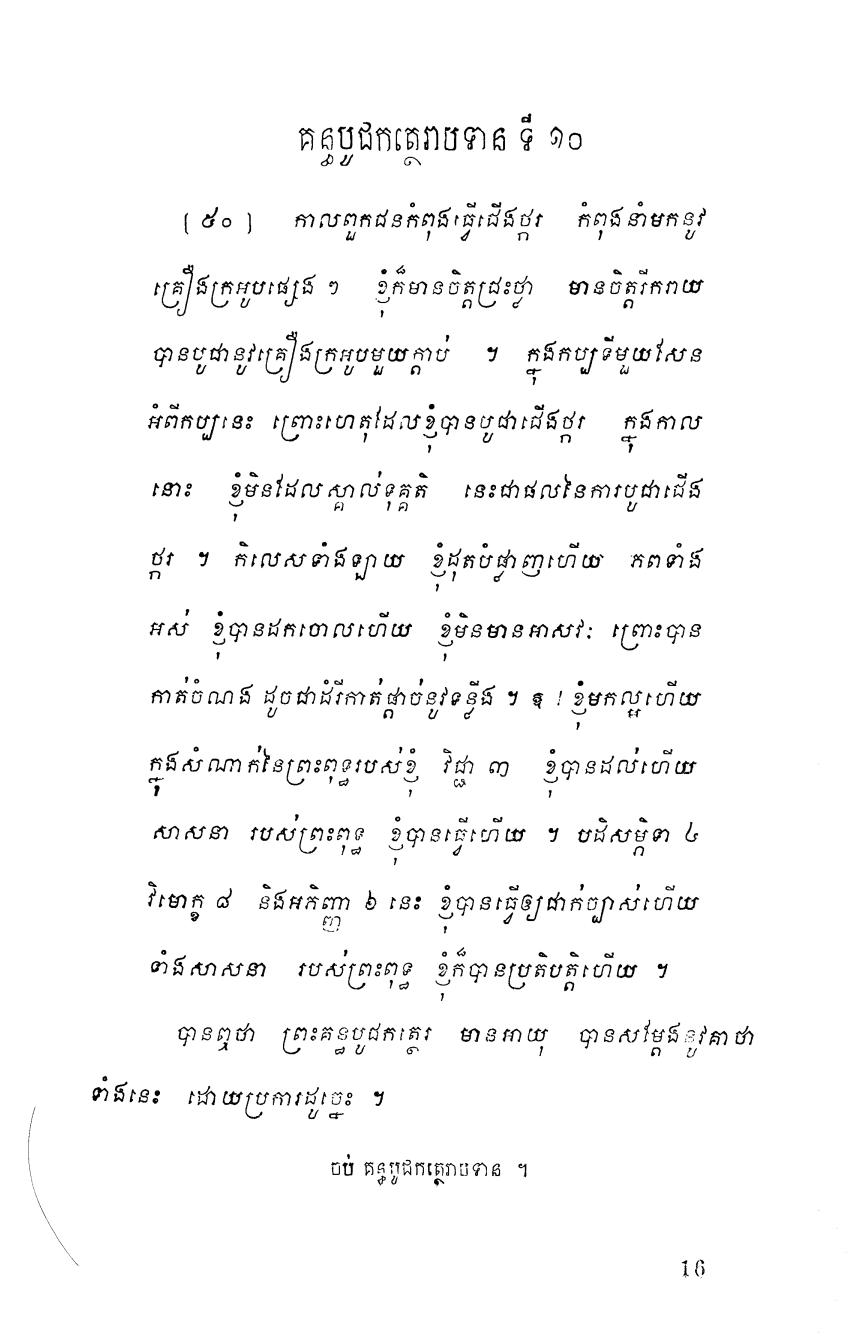 គន្ធបូជកត្ថេរាបទាន ទី ១០
[ ៥០ ] កាលពួកជនកំពុងធ្វើជើងថ្ករ កំពុងនាំមកនូវ
គ្រឿងក្រអូបផ្សេង ៗ ខ្ញុំក៏មានចិត្តជ្រះថ្លា មានចិត្តរីករាយ
បានបូជានូវគ្រឿងក្រអូបមួយក្តាប់ ។ ក្នុងកប្បទីមួយសែន
អំពីកប្បនេះ ព្រោះហេតុដែលខ្ញុំបានបូជាជើងថ្ករ ក្នុងកាល
នោះ ខ្ញុំមិនដែលស្គាល់ទុគ្គតិ នេះជាផលនៃការបូជាជើង
ថ្ករ ។ កិលេសទាំងឡាយ ខ្ញុំដុតបំផ្លាញហើយ ភពទាំង
អស់ ខ្ញុំបានដកចោលហើយ ខ្ញុំមិនមានអាសវៈ ព្រោះបាន
កាត់ចំណង ដូចជាដំរីកាត់ផ្តាច់នូវទន្លីង ។ ឱ ! ខ្ញុំមកល្អហើយ
ក្នុងសំណាក់នៃព្រះពុទ្ធរបស់ខ្ញុំ វិជ្ជា ៣ ខ្ញុំបានដល់ហើយ
សាសនា របស់ព្រះពុទ្ធ ខ្ញុំបានធ្វើហើយ ។ បដិសម្ភិទា ៤
វិមោក្ខ ៨ និងអភិញ្ញា ៦ នេះ ខ្ញុំបានធ្វើឲ្យជាក់ច្បាស់ហើយ
ទាំងសាសនា របស់ព្រះពុទ្ធ ខ្ញុំក៏បានប្រតិបត្តិហើយ ។
បានឮថា ព្រះគន្ធបូជកត្ថេរ មានអាយុ បានសម្តែងនូវគាថា
ទាំងនេះ ដោយប្រការដូច្នេះ ។
ចប់ គន្ធបូជកត្ថេរាបទាន ។
16